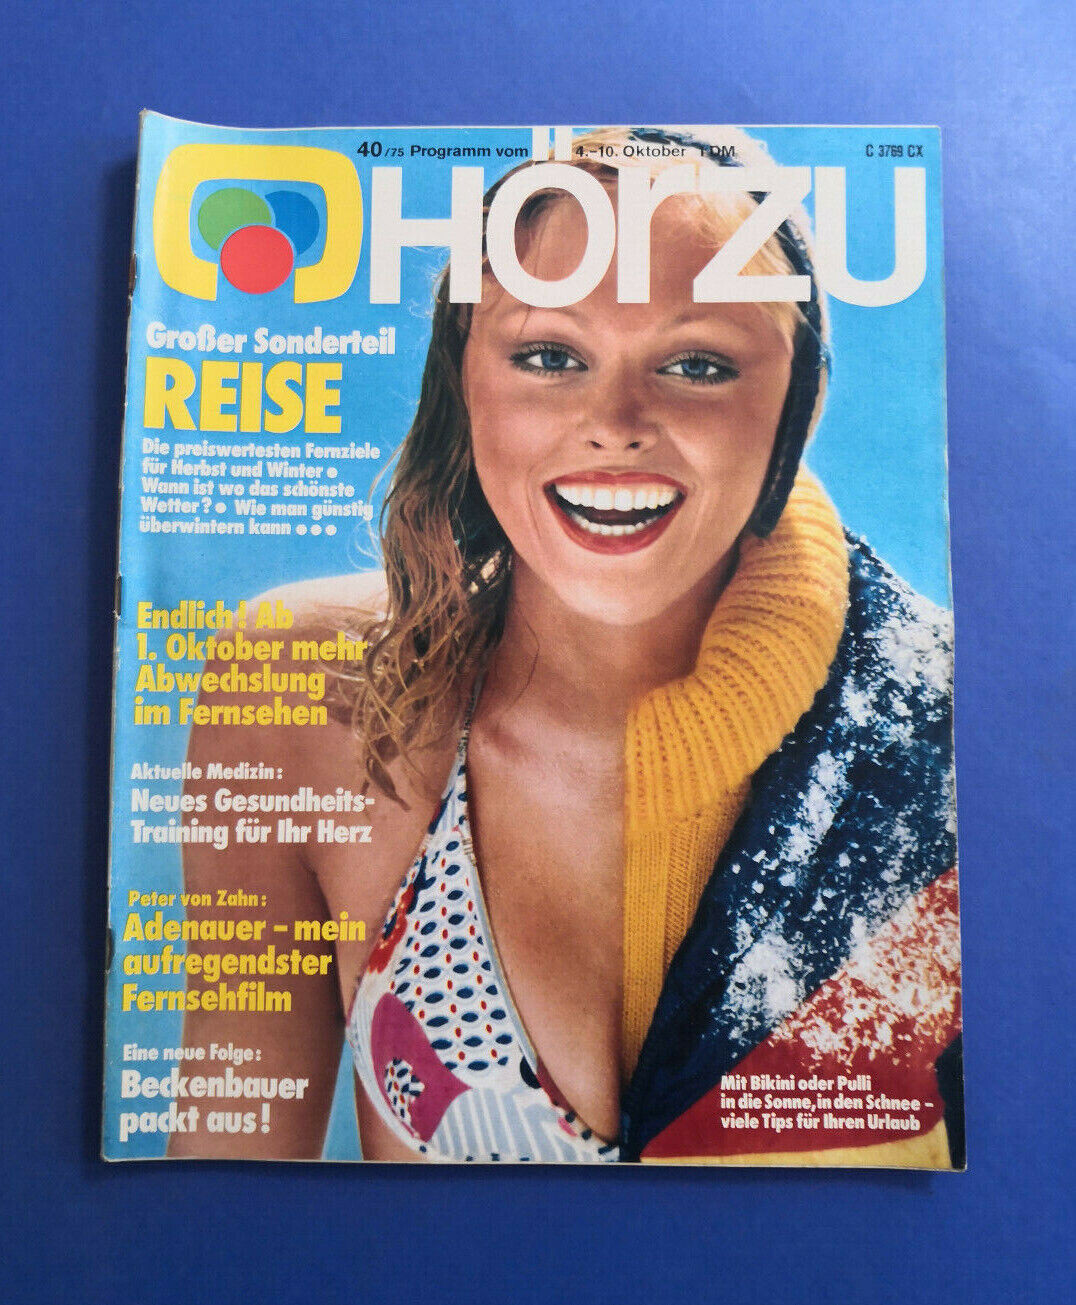 40/75 Programm vom 4.-10. Oktober 1 DM
C 3769 CX
HÖRZU
Großer Sonderteil
REISE
Die preiswertesten Fernziele
für Herbst und Winter •
Wann ist wo das schönste
Wetter? • Wie man günstig
überwintern kann • • •
Endlich! Ab
1. Oktober mehr
Abwechslung
im Fernsehen
Aktuelle Medizin:
Neues Gesundheits-
Training für Ihr Herz
Peter von Zahn:
Adenauer – mein
aufregendster
Fernsehfilm
Eine neue Folge:
Beckenbauer
packt aus!
Mit Bikini oder Pulli
in die Sonne, in den Schnee –
viele Tips für Ihren Urlaub